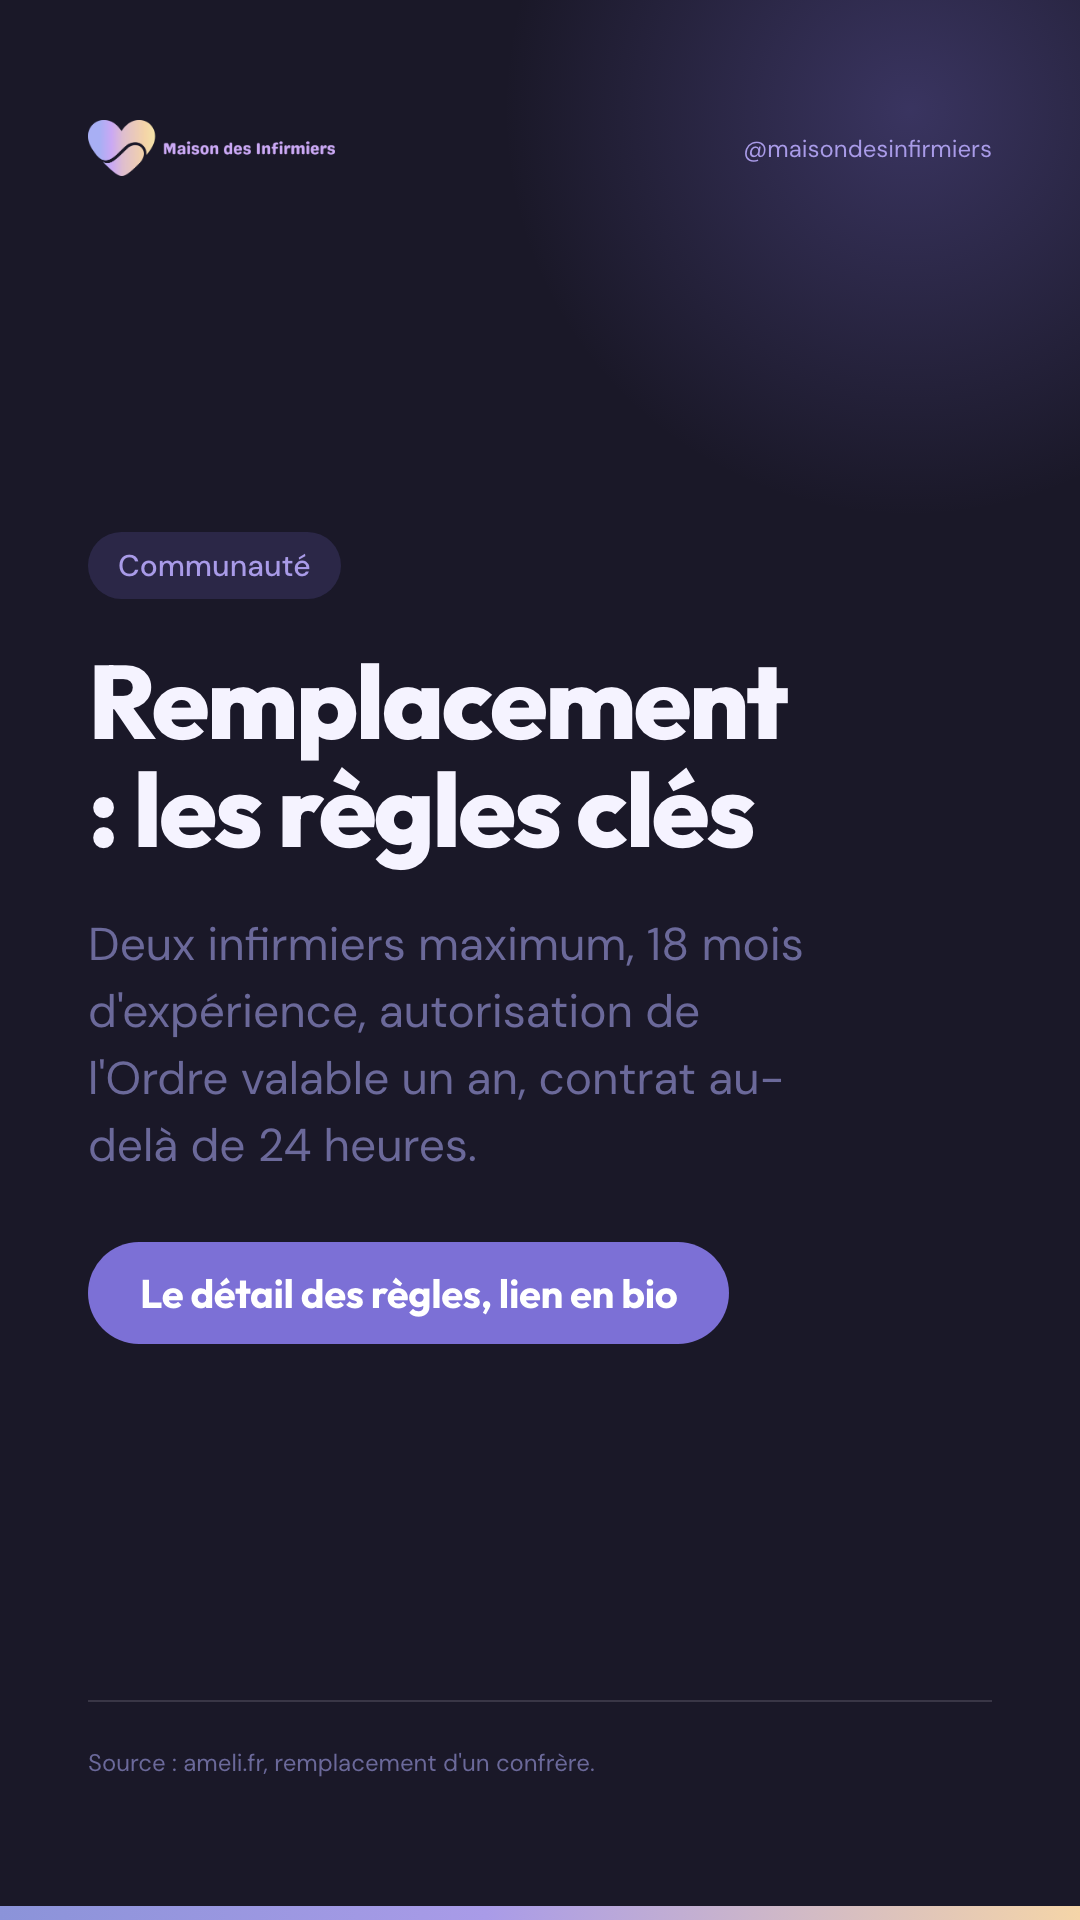 Maison des Infirmiers
@maisondesinfirmiers
Communauté
Remplacement
: les règles clés
Deux infirmiers maximum, 18 mois
d'expérience, autorisation de
l'Ordre valable un an, contrat au-
delà de 24 heures.
Le détail des règles, lien en bio
Source : ameli.fr, remplacement d'un confrère.